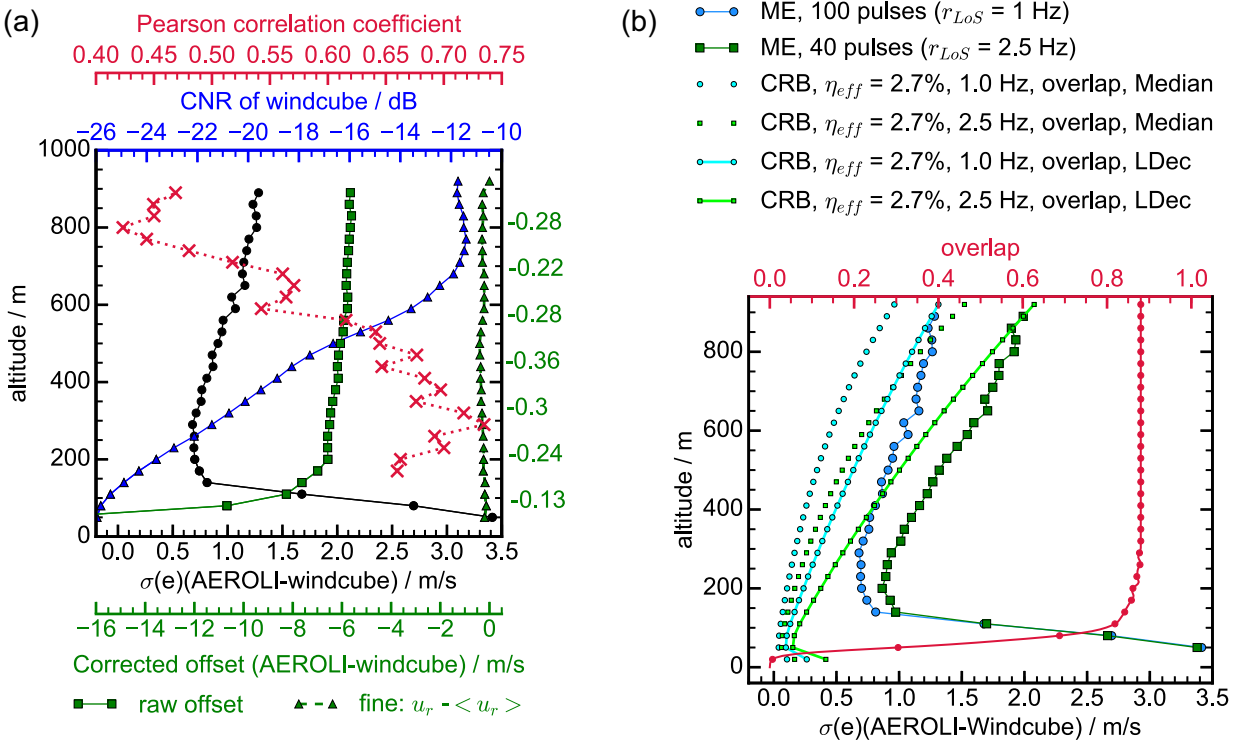 (a)
Pearson correlation coefficient
0.40 0.45 0.50 0.55 0.60 0.65 0.70 0.75
CNR of windcube / dB
−26 −24 −22 −20 −18 −16 −14 −12 −10
1000
800
600
400
200
0
altitude / m
-0.28
-0.22
-0.28
-0.36
-0.3
-0.24
-0.13
0.0 0.5 1.0 1.5 2.0 2.5 3.0 3.5
σ(e)(AEROLI-windcube) / m/s
−16 −14 −12 −10 −8 −6 −4 −2 0
Corrected offset (AEROLI-windcube) / m/s
raw offset
fine: u_r - < u_r >
(b)
ME, 100 pulses (r_LoS = 1 Hz)
ME, 40 pulses (r_LoS = 2.5 Hz)
CRB, η_eff = 2.7%, 1.0 Hz, overlap, Median
CRB, η_eff = 2.7%, 2.5 Hz, overlap, Median
CRB, η_eff = 2.7%, 1.0 Hz, overlap, LDec
CRB, η_eff = 2.7%, 2.5 Hz, overlap, LDec
overlap
0.0 0.2 0.4 0.6 0.8 1.0
800
600
400
200
0
altitude / m
0.0 0.5 1.0 1.5 2.0 2.5 3.0 3.5
σ(e)(AEROLI-Windcube) / m/s